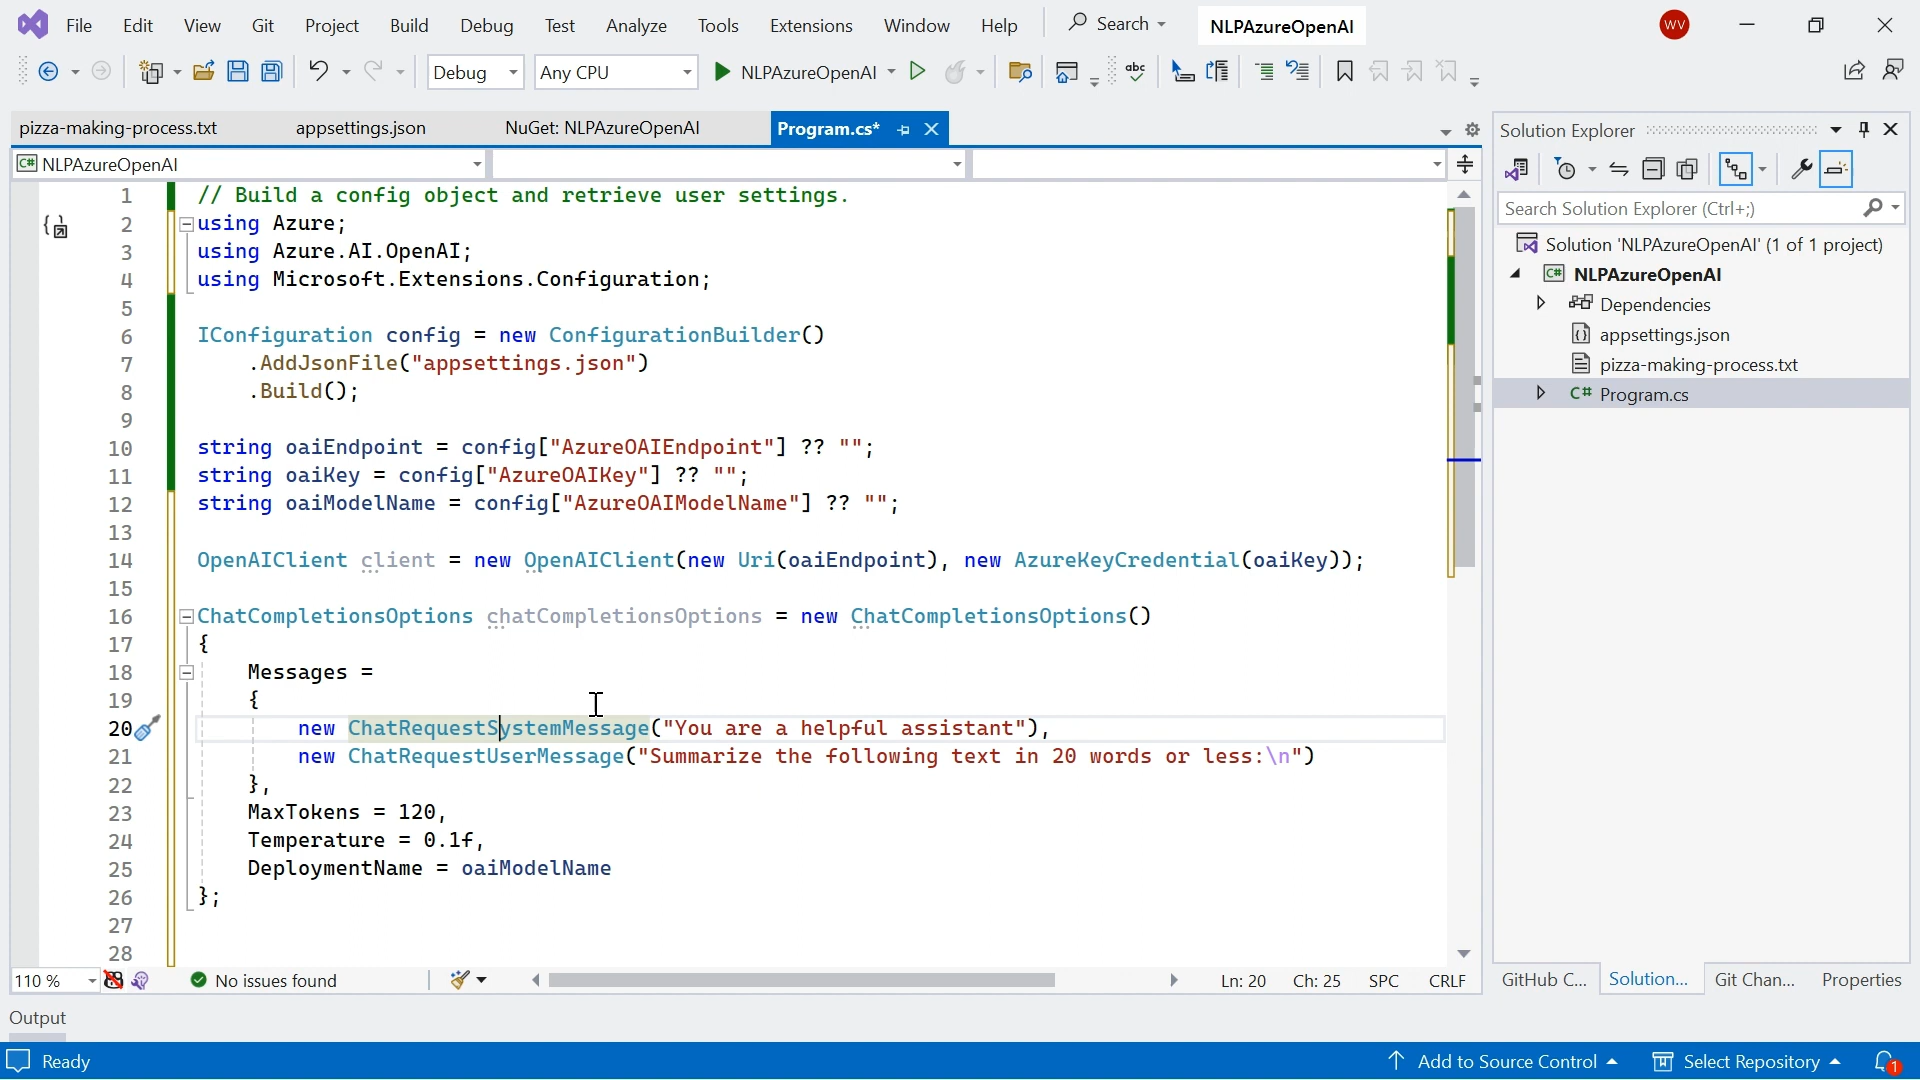 File Edit View Git Project Build Debug Test Analyze Tools Extensions Window Help Search NLPAzureOpenAI WV
Debug Any CPU NLPAzureOpenAI abc
pizza-making-process.txt appsettings.json NuGet: NLPAzureOpenAI Program.cs*
C# NLPAzureOpenAI
1 // Build a config object and retrieve user settings.
2 using Azure;
3 using Azure.AI.OpenAI;
4 using Microsoft.Extensions.Configuration;
5
6 IConfiguration config = new ConfigurationBuilder()
7 .AddJsonFile("appsettings.json")
8 .Build();
9
10 string oaiEndpoint = config["AzureOAIEndpoint"] ?? "";
11 string oaiKey = config["AzureOAIKey"] ?? "";
12 string oaiModelName = config["AzureOAIModelName"] ?? "";
13
14 OpenAIClient client = new OpenAIClient(new Uri(oaiEndpoint), new AzureKeyCredential(oaiKey));
15
16 ChatCompletionsOptions chatCompletionsOptions = new ChatCompletionsOptions()
17 {
18 Messages =
19 {
20 new ChatRequestSystemMessage("You are a helpful assistant"),
21 new ChatRequestUserMessage("Summarize the following text in 20 words or less:\n")
22 },
23 MaxTokens = 120,
24 Temperature = 0.1f,
25 DeploymentName = oaiModelName
26 };
27
28
110 % No issues found Ln: 20 Ch: 25 SPC CRLF
Solution Explorer
Search Solution Explorer (Ctrl+;)
Solution 'NLPAzureOpenAI' (1 of 1 project)
C# NLPAzureOpenAI
Dependencies
appsettings.json
pizza-making-process.txt
C# Program.cs
GitHub C... Solution... Git Chan... Properties
Output
Ready Add to Source Control Select Repository 1